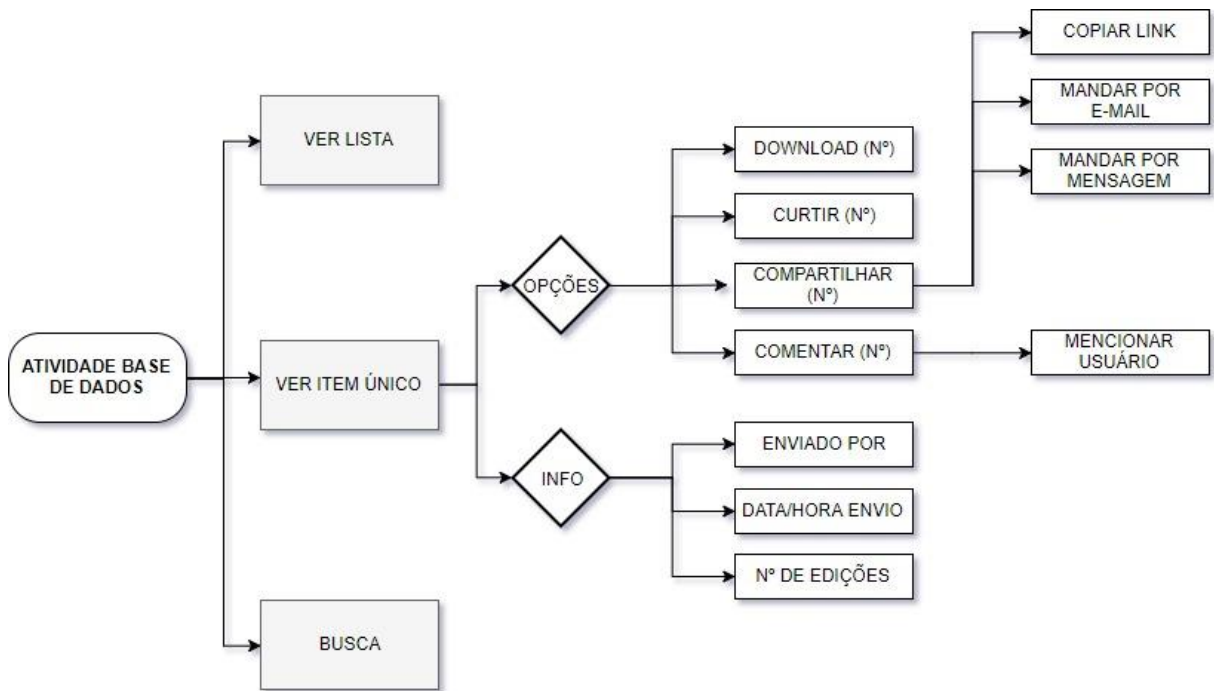 COPIAR LINK
MANDAR POR
E-MAIL
MANDAR POR
MENSAGEM
VER LISTA
DOWNLOAD (Nº)
CURTIR (Nº)
OPÇÕES
COMPARTILHAR
(Nº)
COMENTAR (Nº)
MENCIONAR
USUÁRIO
ATIVIDADE BASE
DE DADOS
VER ITEM ÚNICO
INFO
ENVIADO POR
DATA/HORA ENVIO
Nº DE EDIÇÕES
BUSCA